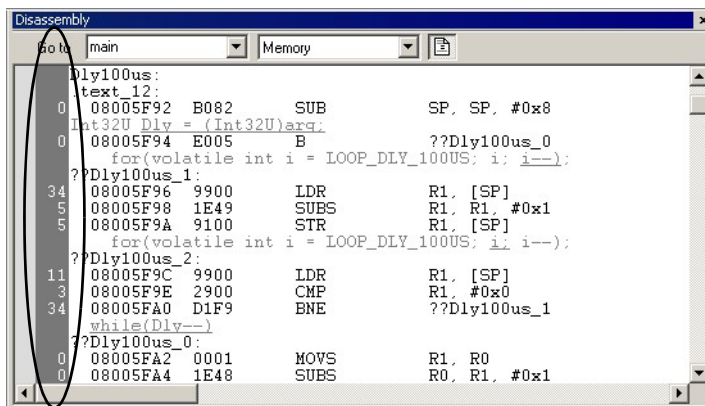 Disassembly
Go to main Memory
Dly100us:
.text_12:
0 08005F92 B082 SUB SP, SP, #0x8
Int32U Dly = (Int32U)arg;
0 08005F94 E005 B ??Dly100us_0
for(volatile int i = LOOP_DLY_100US; i; i--);
??Dly100us_1:
34 08005F96 9900 LDR R1, [SP]
5 08005F98 1E49 SUBS R1, R1, #0x1
5 08005F9A 9100 STR R1, [SP]
for(volatile int i = LOOP_DLY_100US; i; i--);
??Dly100us_2:
11 08005F9C 9900 LDR R1, [SP]
3 08005F9E 2900 CMP R1, #0x0
34 08005FA0 D1F9 BNE ??Dly100us_1
while(Dly--)
??Dly100us_0:
0 08005FA2 0001 MOVS R1, R0
0 08005FA4 1E48 SUBS R0, R1, #0x1